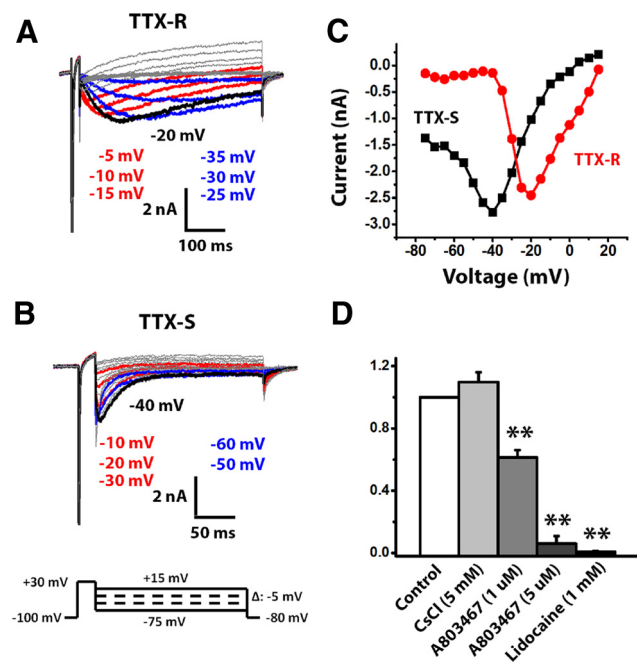 A
TTX-R
-20 mV
-5 mV
-10 mV
-15 mV
-35 mV
-30 mV
-25 mV
2 nA
100 ms
B
TTX-S
-40 mV
-10 mV
-20 mV
-30 mV
-60 mV
-50 mV
2 nA
50 ms
+30 mV
+15 mV
Δ: -5 mV
-100 mV
-75 mV
-80 mV
C
0.0
-0.5
-1.0
-1.5
-2.0
-2.5
-3.0
Current (nA)
TTX-S
TTX-R
-80 -60 -40 -20 0 20
Voltage (mV)
D
1.2
0.8
0.4
0.0
**
**
**
Control
CsCl (5 mM)
A803467 (1 uM)
A803467 (5 uM)
Lidocaine (1 mM)